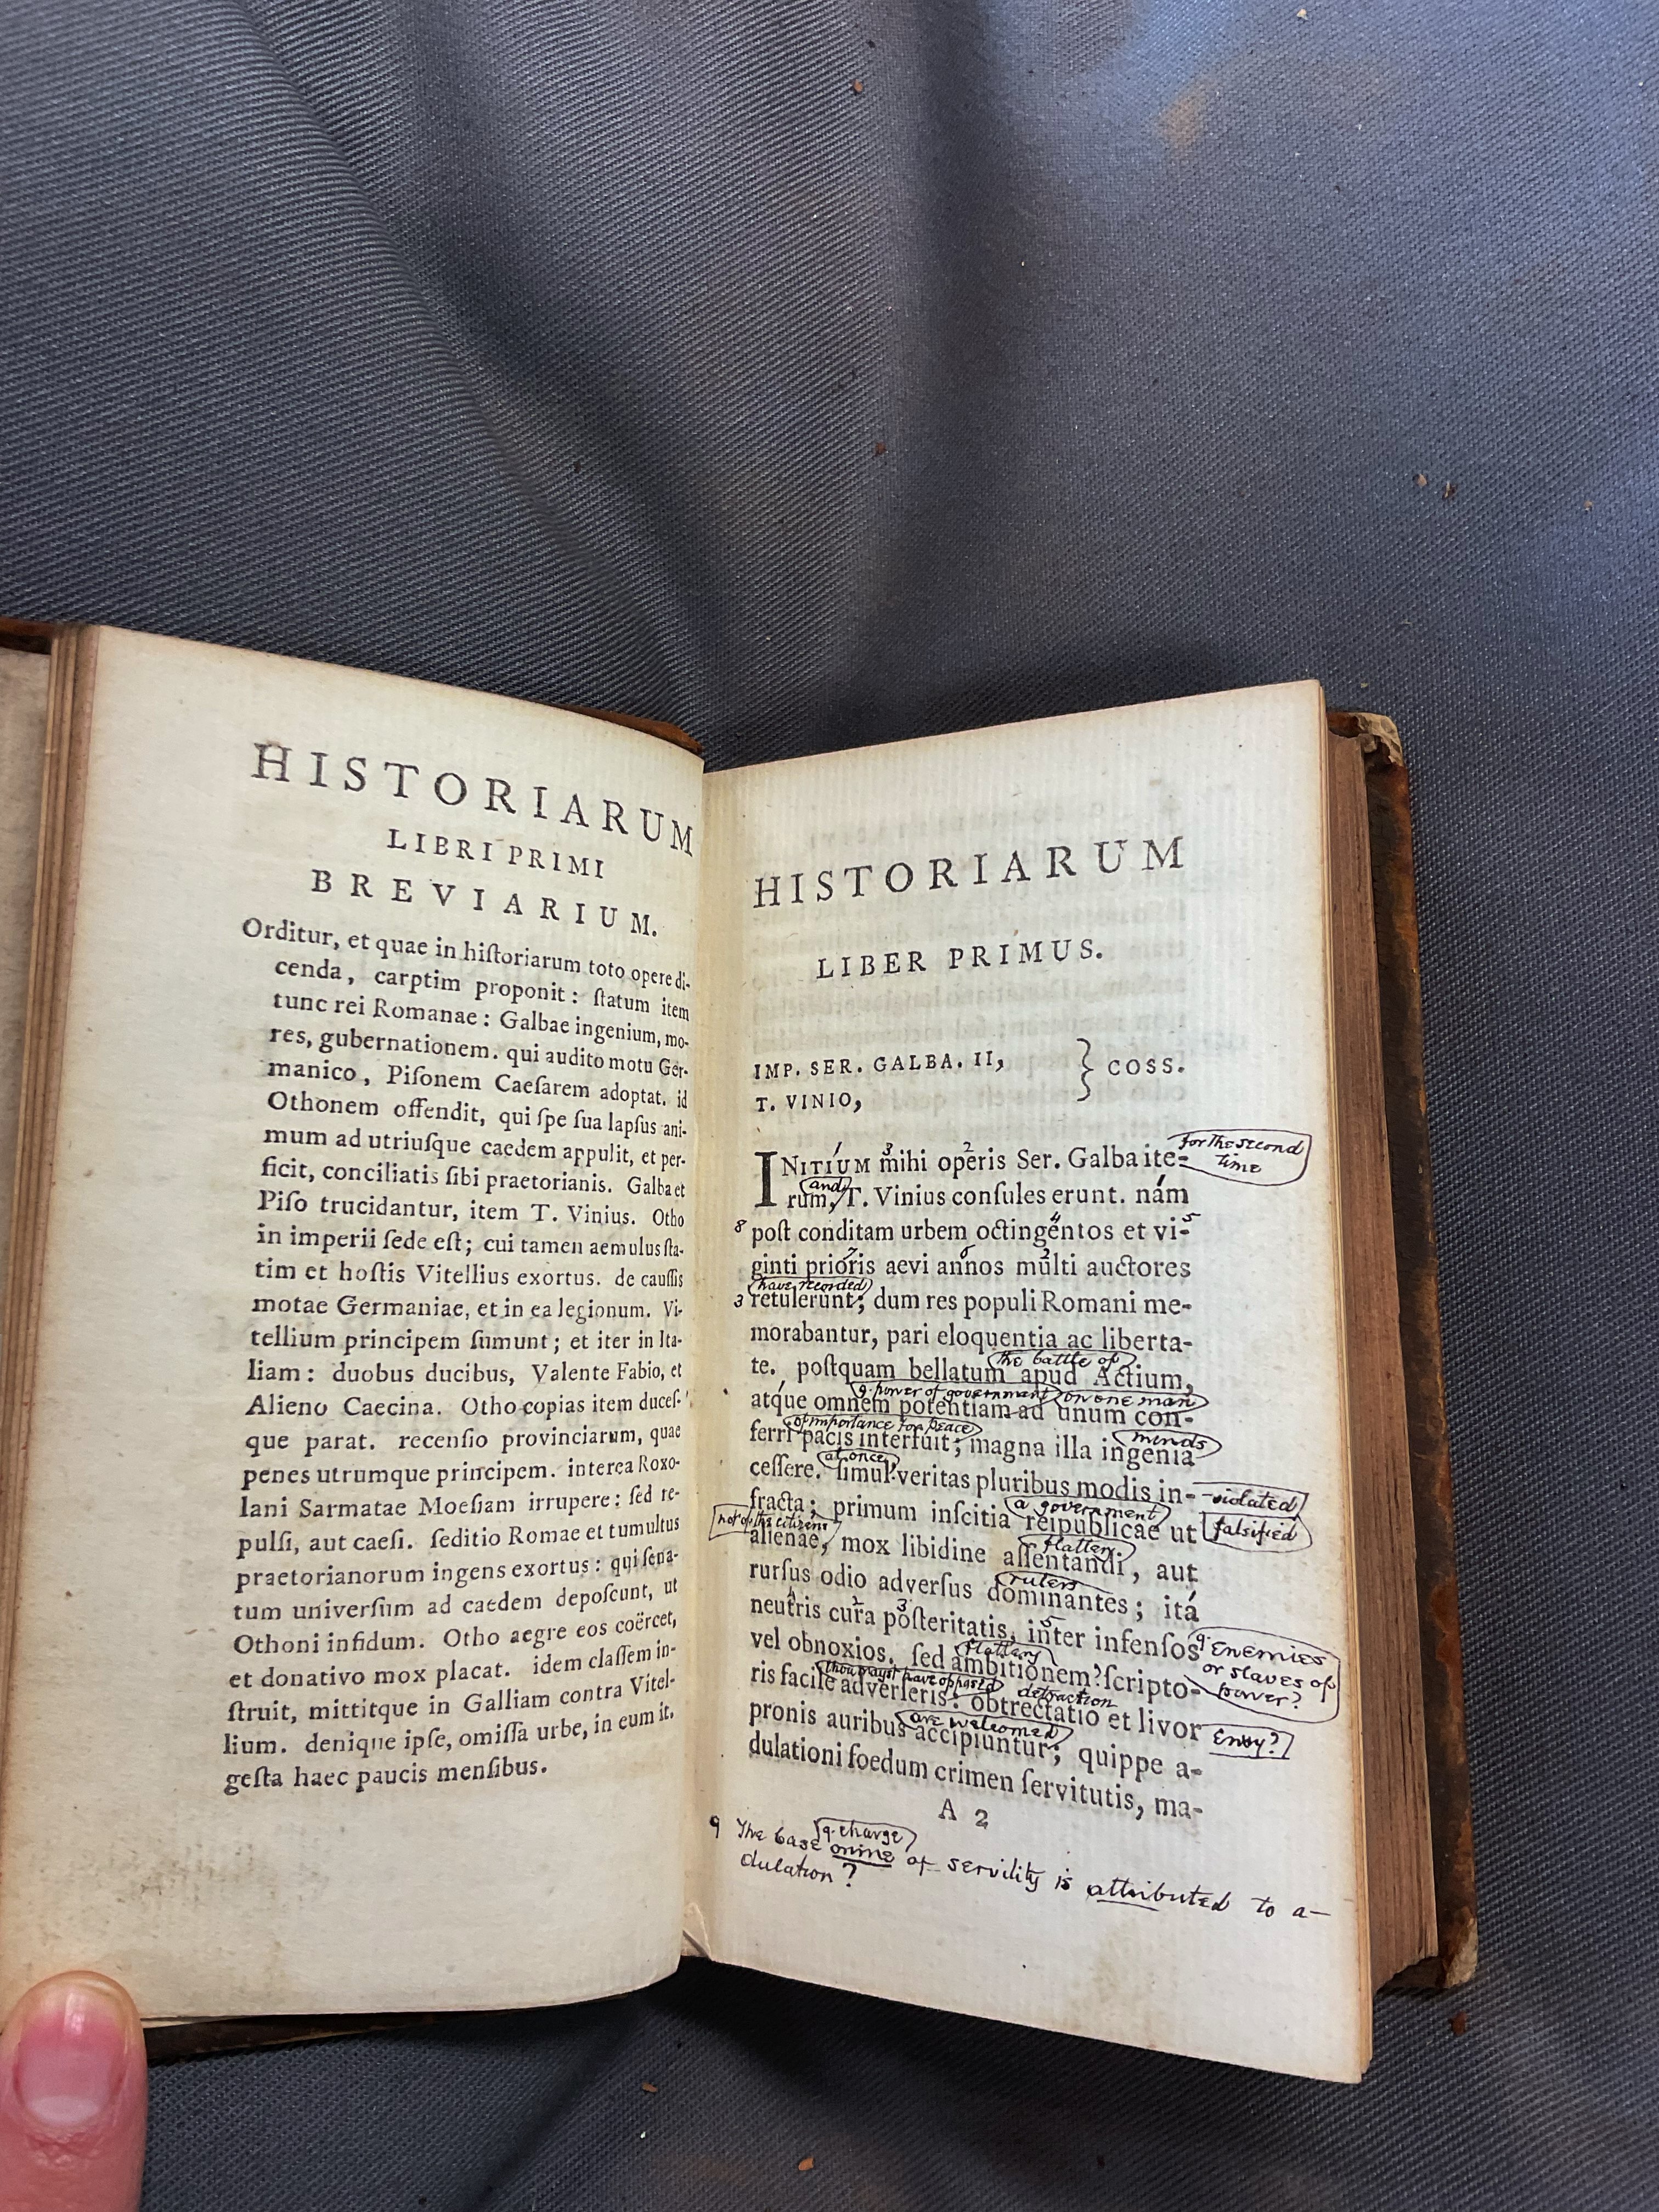 HISTORIARUM
LIBRI PRIMI
BREVIARIUM.
Orditur, et quae in hiſtoriarum toto opere di-
cenda, carptim proponit: ſtatum item
tunc rei Romanae: Galbae ingenium, mo-
res, gubernationem. qui audito motu Ger-
manico, Piſonem Caeſarem adoptat. id
Othonem offendit, qui ſpe ſua lapſus ani-
mum ad utriuſque caedem appulit, et per-
ficit, conciliatis ſibi praetorianis. Galba et
Piſo trucidantur, item T. Vinius. Otho
in imperii ſede eſt; cui tamen aemulus ſta-
tim et hoſtis Vitellius exortus. de cauſſis
motae Germaniae, et in ea legionum. Vi-
tellium principem ſumunt; et iter in Ita-
liam: duobus ducibus, Valente Fabio, et
Alieno Caecina. Otho copias item duceſ-
que parat. recenſio provinciarum, quae
penes utrumque principem. interea Roxo-
lani Sarmatae Moeſiam irrupere: ſed re-
pulſi, aut caeſi. ſeditio Romae et tumultus
praetorianorum ingens exortus: qui ſena-
tum univerſum ad caedem depoſcunt, ut
Othoni infidum. Otho aegre eos coërcet,
et donativo mox placat. idem claſſem in-
ſtruit, mittitque in Galliam contra Vitel-
lium. denique ipſe, omiſſa urbe, in eum it.
geſta haec paucis menſibus.
HISTORIARUM
LIBER PRIMUS.
IMP. SER. GALBA. II, } COSS.
T. VINIO,
INITIUM mihi operis Ser. Galba ite-
for the second
time
and
rum, T. Vinius conſules erunt. nám
8 poſt conditam urbem octingentos et vi-
ginti prioris aevi annos multi auctores
have recorded
3 retulerunt; dum res populi Romani me-
morabantur, pari eloquentia ac liberta-
the battle of
te. poſtquam bellatum apud Actium,
q. power of government on one man
atque omnem potentiam ad unum con-
of importance for peace minds
ferri pacis interfuit; magna illa ingenia
at once
ceſſere. ſimul veritas pluribus modis in-
violated
a government
fracta; primum inſcitia reipublicae ut
falsified
not of the citizens flattery
alienae, mox libidine aſſentandi, aut
rulers
rurſus odio adverſus dominantes; itá
neutris cura poſteritatis, inter infenſos
q. Enemies
or slaves of
power?
flattery
vel obnoxios. ſed ambitionem ſcripto-
thou mayst have opposed detraction
ris facile adverſeris: obtrectatio et livor
Envy?
are welcomed
pronis auribus accipiuntur; quippe a-
dulationi foedum crimen ſervitutis, ma-
A 2
q. charge
q The base crime of servility is attributed to a-
dulation?